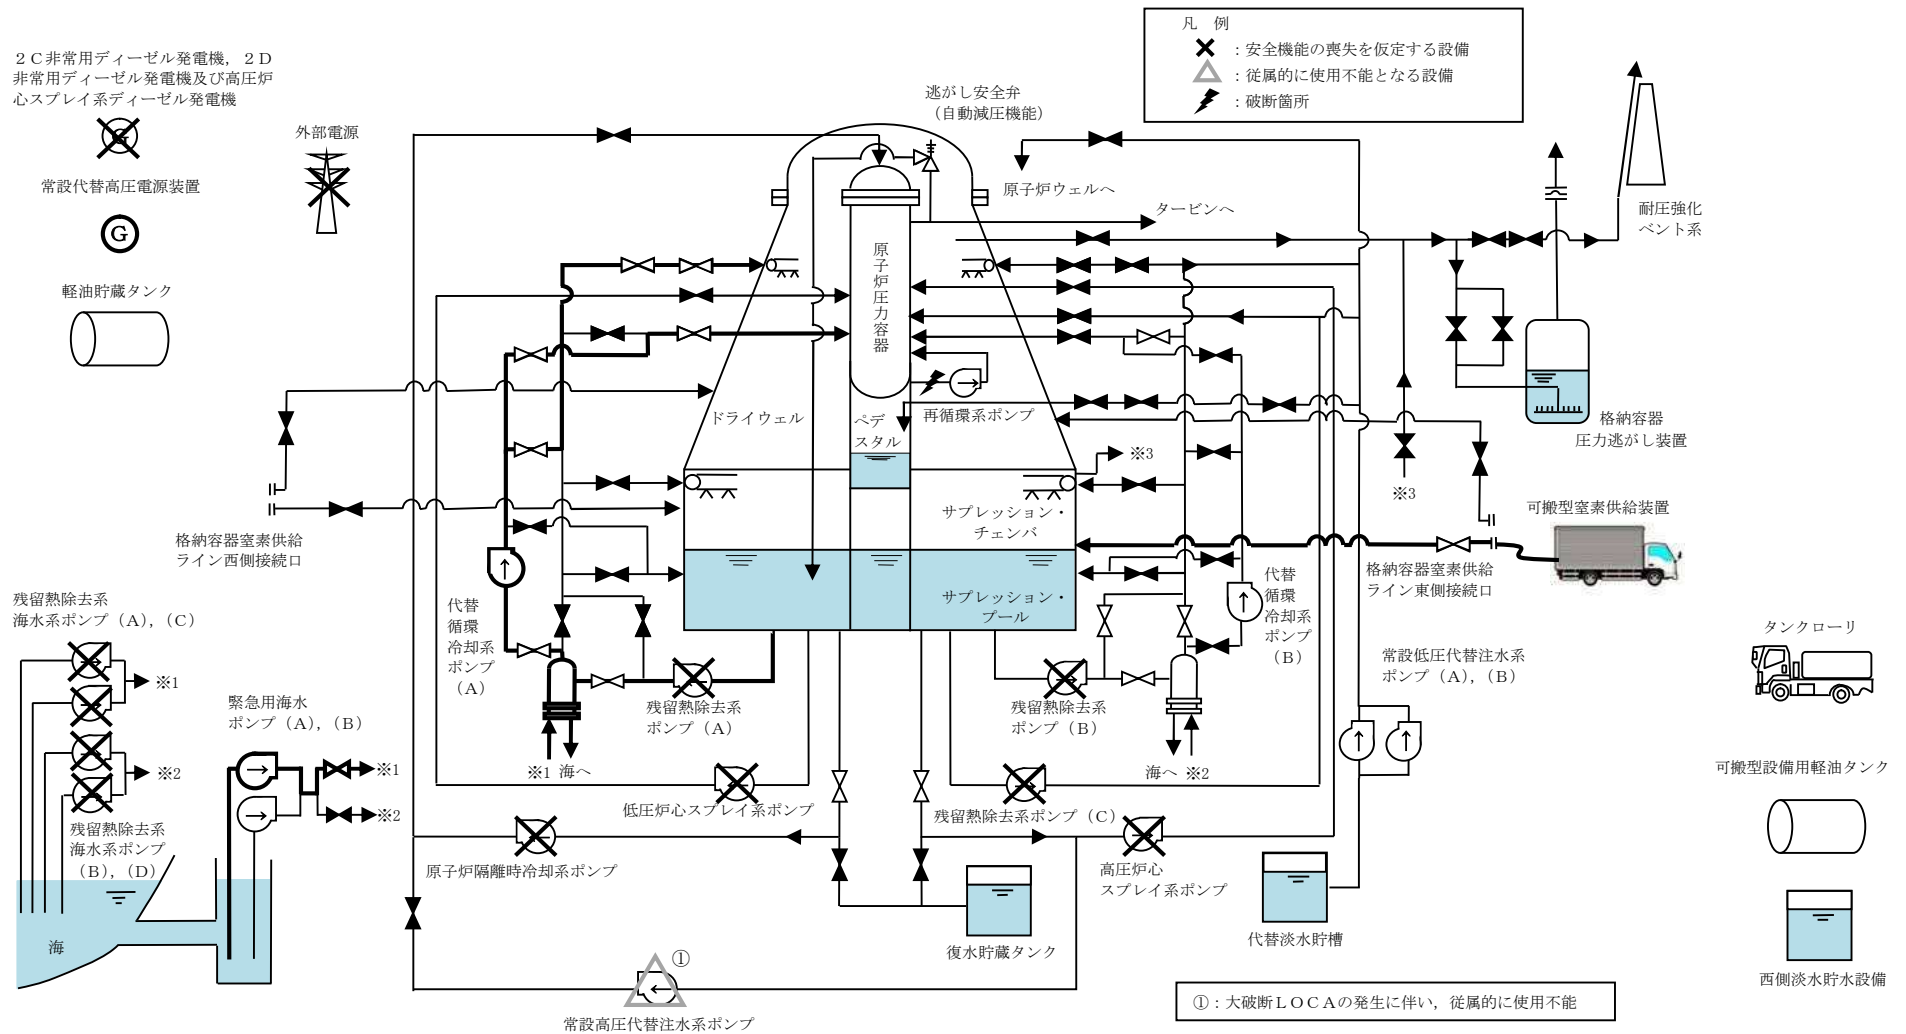 凡　例
：安全機能の喪失を仮定する設備
：従属的に使用不能となる設備
：破断箇所
２Ｃ非常用ディーゼル発電機，２Ｄ
非常用ディーゼル発電機及び高圧炉
心スプレイ系ディーゼル発電機
G
外部電源
常設代替高圧電源装置
G
軽油貯蔵タンク
逃がし安全弁
（自動減圧機能）
原子炉ウェルへ
タービンへ
耐圧強化
ベント系
原子炉圧力容器
ドライウェル
ペデ
スタル
再循環系ポンプ
格納容器
圧力逃がし装置
※3
※3
サプレッション・
チェンバ
サプレッション・
プール
可搬型窒素供給装置
格納容器窒素供給
ライン西側接続口
格納容器窒素供給
ライン東側接続口
残留熱除去系
海水系ポンプ（Ａ），（Ｃ）
※1
※2
残留熱除去系
海水系ポンプ
（Ｂ），（Ｄ）
緊急用海水
ポンプ（Ａ），（Ｂ）
※1
※2
海
代替
循環
冷却系
ポンプ
（Ａ）
※1 海へ
残留熱除去系
ポンプ（Ａ）
残留熱除去系
ポンプ（Ｂ）
海へ ※2
代替
循環
冷却系
ポンプ
（Ｂ）
常設低圧代替注水系
ポンプ（Ａ），（Ｂ）
タンクローリ
可搬型設備用軽油タンク
低圧炉心スプレイ系ポンプ
残留熱除去系ポンプ（Ｃ）
原子炉隔離時冷却系ポンプ
高圧炉心
スプレイ系ポンプ
復水貯蔵タンク
代替淡水貯槽
西側淡水貯水設備
①
常設高圧代替注水系ポンプ
①：大破断ＬＯＣＡの発生に伴い，従属的に使用不能